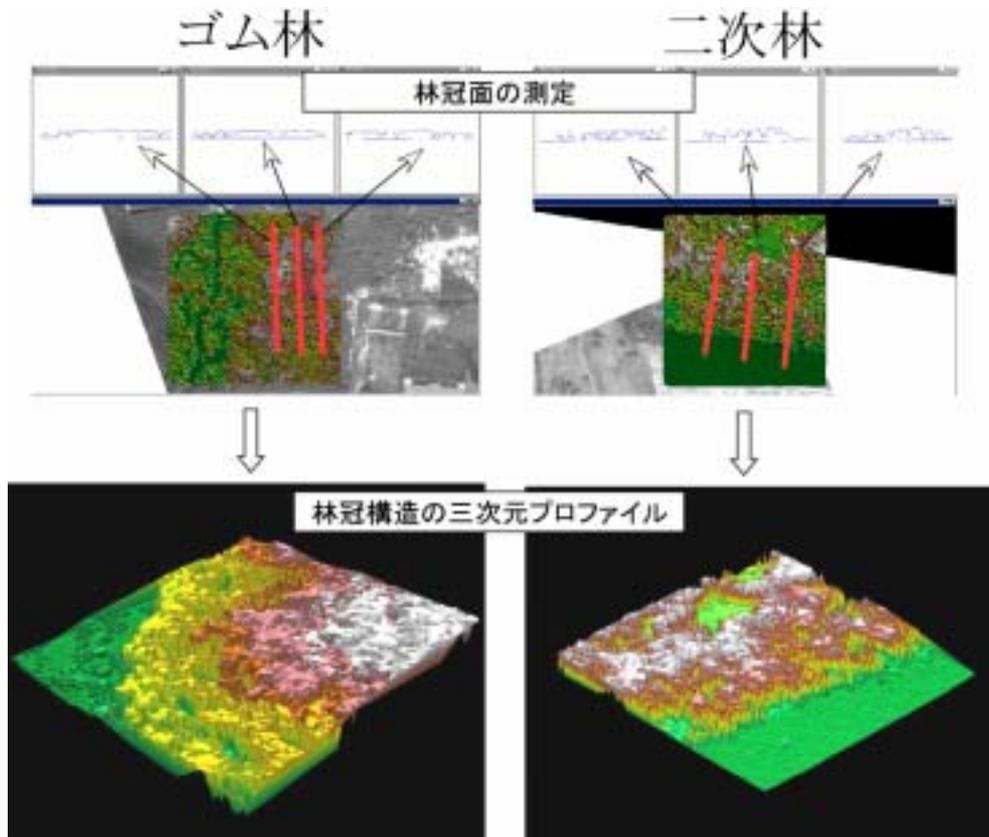 ゴム林
二次林
林冠面の測定
林冠構造の三次元プロファイル